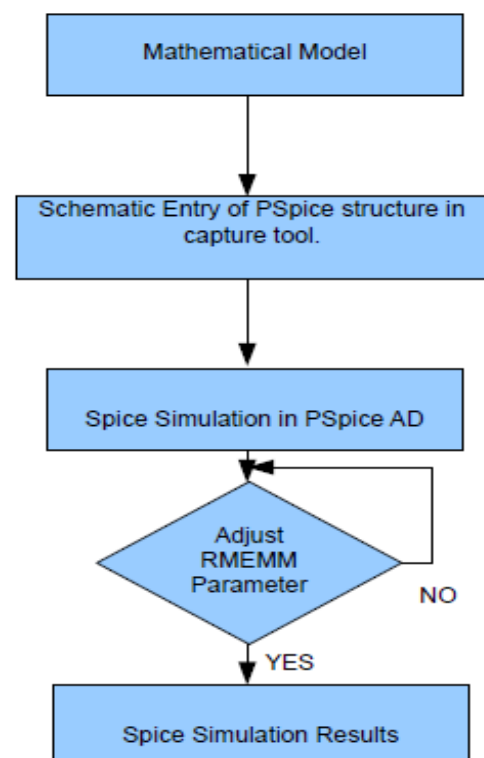 Mathematical Model
Schematic Entry of PSpice structure in
capture tool.
Spice Simulation in PSpice AD
Adjust
RMEMM
Parameter
NO
YES
Spice Simulation Results